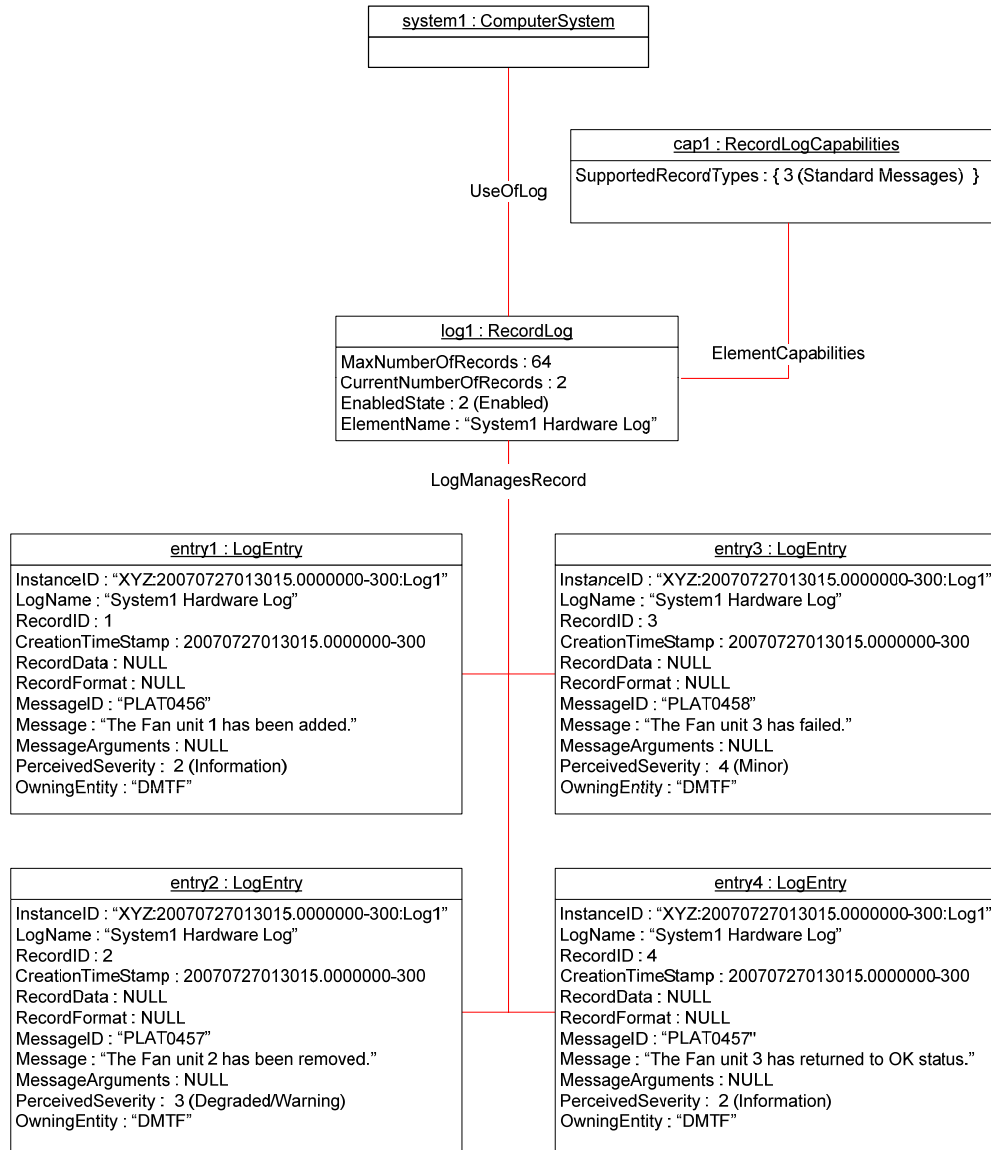 system1 : ComputerSystem
cap1 : RecordLogCapabilities
SupportedRecordTypes : { 3 (Standard Messages)  }
UseOfLog
log1 : RecordLog
MaxNumberOfRecords : 64
CurrentNumberOfRecords : 2
EnabledState : 2 (Enabled)
ElementName : “System1 Hardware Log”
ElementCapabilities
LogManagesRecord
entry1 : LogEntry
InstanceID : “XYZ:20070727013015.0000000-300:Log1”
LogName : “System1 Hardware Log”
RecordID : 1
CreationTimeStamp : 20070727013015.0000000-300
RecordData : NULL
RecordFormat : NULL
MessageID : “PLAT0456”
Message : “The Fan unit 1 has been added.”
MessageArguments : NULL
PerceivedSeverity :  2 (Information)
OwningEntity : “DMTF”
entry3 : LogEntry
InstanceID : “XYZ:20070727013015.0000000-300:Log1”
LogName : “System1 Hardware Log”
RecordID : 3
CreationTimeStamp : 20070727013015.0000000-300
RecordData : NULL
RecordFormat : NULL
MessageID : “PLAT0458”
Message : “The Fan unit 3 has failed.”
MessageArguments : NULL
PerceivedSeverity :  4 (Minor)
OwningEntity : “DMTF”
entry2 : LogEntry
InstanceID : “XYZ:20070727013015.0000000-300:Log1”
LogName : “System1 Hardware Log”
RecordID : 2
CreationTimeStamp : 20070727013015.0000000-300
RecordData : NULL
RecordFormat : NULL
MessageID : “PLAT0457”
Message : “The Fan unit 2 has been removed.”
MessageArguments : NULL
PerceivedSeverity :  3 (Degraded/Warning)
OwningEntity : “DMTF”
entry4 : LogEntry
InstanceID : “XYZ:20070727013015.0000000-300:Log1”
LogName : “System1 Hardware Log”
RecordID : 4
CreationTimeStamp : 20070727013015.0000000-300
RecordData : NULL
RecordFormat : NULL
MessageID : “PLAT0457"
Message : “The Fan unit 3 has returned to OK status.”
MessageArguments : NULL
PerceivedSeverity :  2 (Information)
OwningEntity : “DMTF”